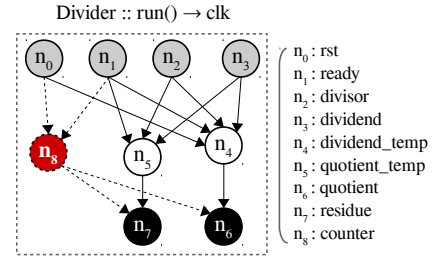 Divider :: run() → clk
n₀ n₁ n₂ n₃
n₈ n₅ n₄
n₇ n₆
n₀ : rst
n₁ : ready
n₂ : divisor
n₃ : dividend
n₄ : dividend_temp
n₅ : quotient_temp
n₆ : quotient
n₇ : residue
n₈ : counter